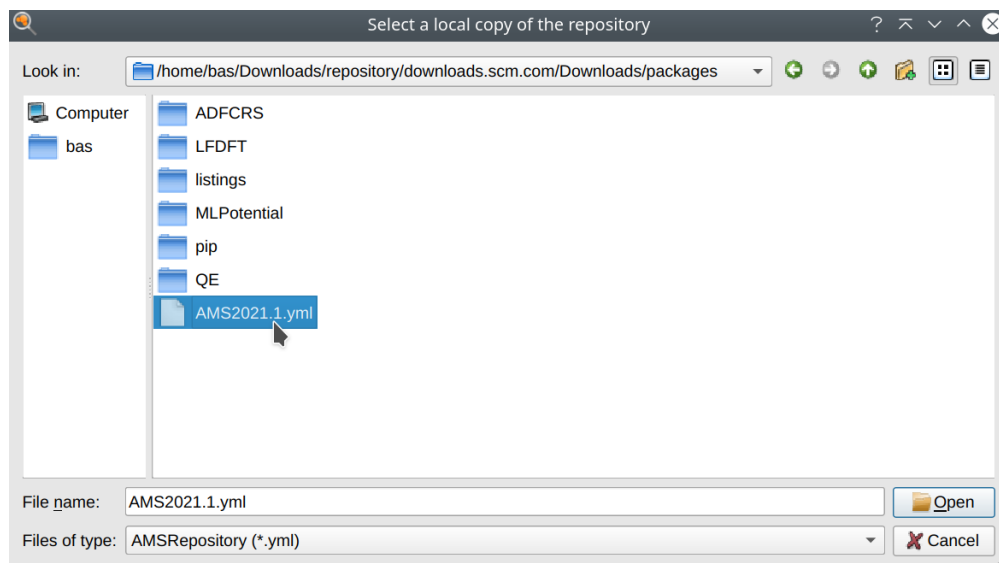 Select a local copy of the repository
Look in: /home/bas/Downloads/repository/downloads.scm.com/Downloads/packages
Computer
bas
ADFCRS
LFDFT
listings
MLPotential
pip
QE
AMS2021.1.yml
File name: AMS2021.1.yml Open
Files of type: AMSRepository (*.yml) Cancel